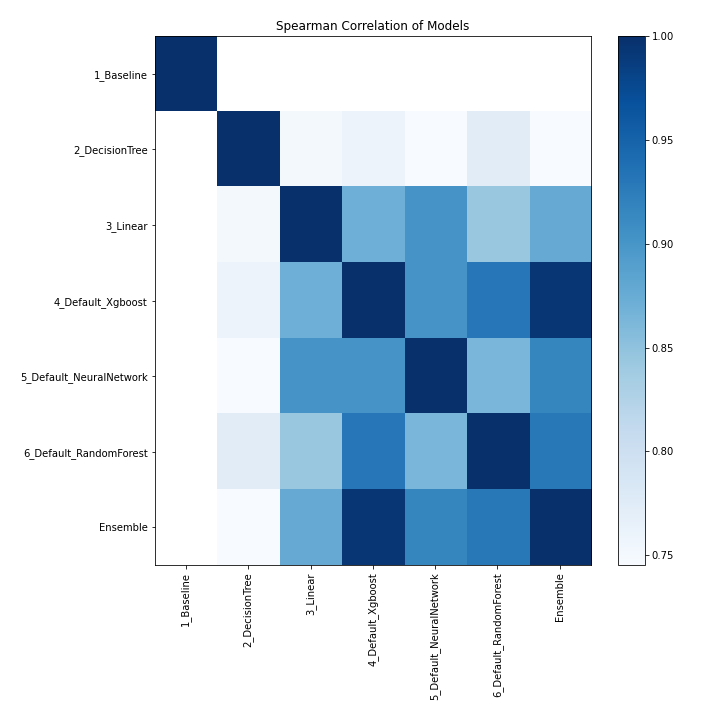 Spearman Correlation of Models
1_Baseline
2_DecisionTree
3_Linear
4_Default_Xgboost
5_Default_NeuralNetwork
6_Default_RandomForest
Ensemble
1_Baseline
2_DecisionTree
3_Linear
4_Default_Xgboost
5_Default_NeuralNetwork
6_Default_RandomForest
Ensemble
1.00
0.95
0.90
0.85
0.80
0.75